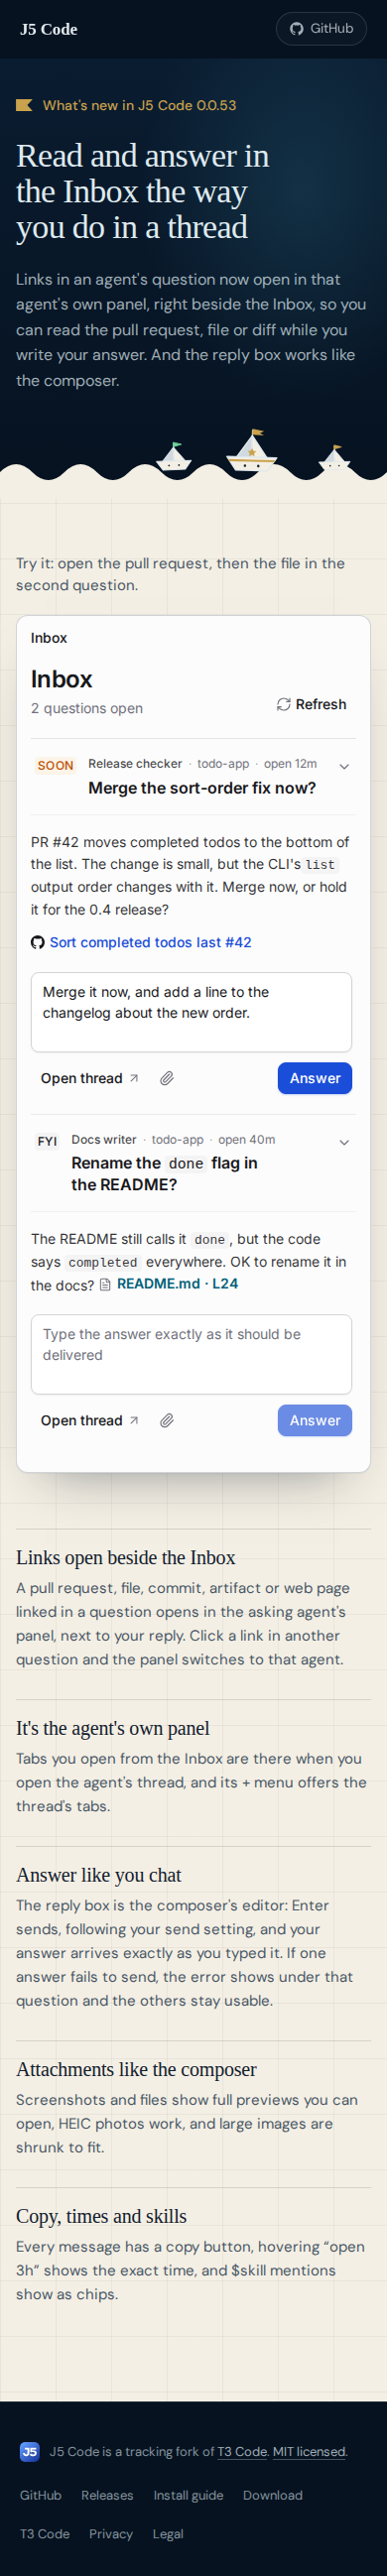 J5 Code
GitHub
What's new in J5 Code 0.0.53
Read and answer in
the Inbox the way
you do in a thread
Links in an agent's question now open in that
agent's own panel, right beside the Inbox, so you
can read the pull request, file or diff while you
write your answer. And the reply box works like
the composer.
Try it: open the pull request, then the file in the
second question.
Inbox
Inbox
2 questions open
Refresh
SOON
Release checker · todo-app · open 12m
Merge the sort-order fix now?
PR #42 moves completed todos to the bottom of
the list. The change is small, but the CLI's list
output order changes with it. Merge now, or hold
it for the 0.4 release?
Sort completed todos last #42
Merge it now, and add a line to the
changelog about the new order.
Open thread
Answer
FYI
Docs writer · todo-app · open 40m
Rename the done flag in
the README?
The README still calls it done, but the code
says completed everywhere. OK to rename it in
the docs? README.md · L24
Type the answer exactly as it should be
delivered
Open thread
Answer
Links open beside the Inbox
A pull request, file, commit, artifact or web page
linked in a question opens in the asking agent's
panel, next to your reply. Click a link in another
question and the panel switches to that agent.
It's the agent's own panel
Tabs you open from the Inbox are there when you
open the agent's thread, and its + menu offers the
thread's tabs.
Answer like you chat
The reply box is the composer's editor: Enter
sends, following your send setting, and your
answer arrives exactly as you typed it. If one
answer fails to send, the error shows under that
question and the others stay usable.
Attachments like the composer
Screenshots and files show full previews you can
open, HEIC photos work, and large images are
shrunk to fit.
Copy, times and skills
Every message has a copy button, hovering “open
3h” shows the exact time, and $skill mentions
show as chips.
J5
J5 Code is a tracking fork of T3 Code. MIT licensed.
GitHub Releases Install guide Download
T3 Code Privacy Legal